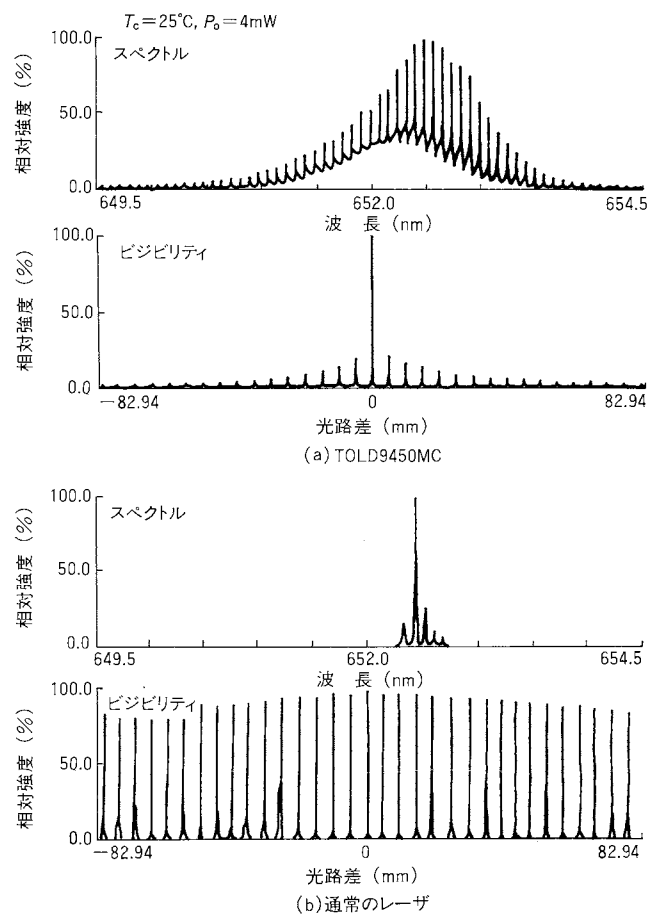 T_c=25℃, P_o=4mW
スペクトル
相対強度 (%)
100.0
50.0
0.0
649.5
652.0
654.5
波 長 (nm)
ビジビリティ
相対強度 (%)
100.0
50.0
0.0
−82.94
0
82.94
光路差 (mm)
(a) TOLD9450MC
スペクトル
相対強度 (%)
100.0
50.0
0.0
649.5
652.0
654.5
波 長 (nm)
ビジビリティ
相対強度 (%)
100.0
50.0
0.0
−82.94
0
82.94
光路差 (mm)
(b) 通常のレーザ